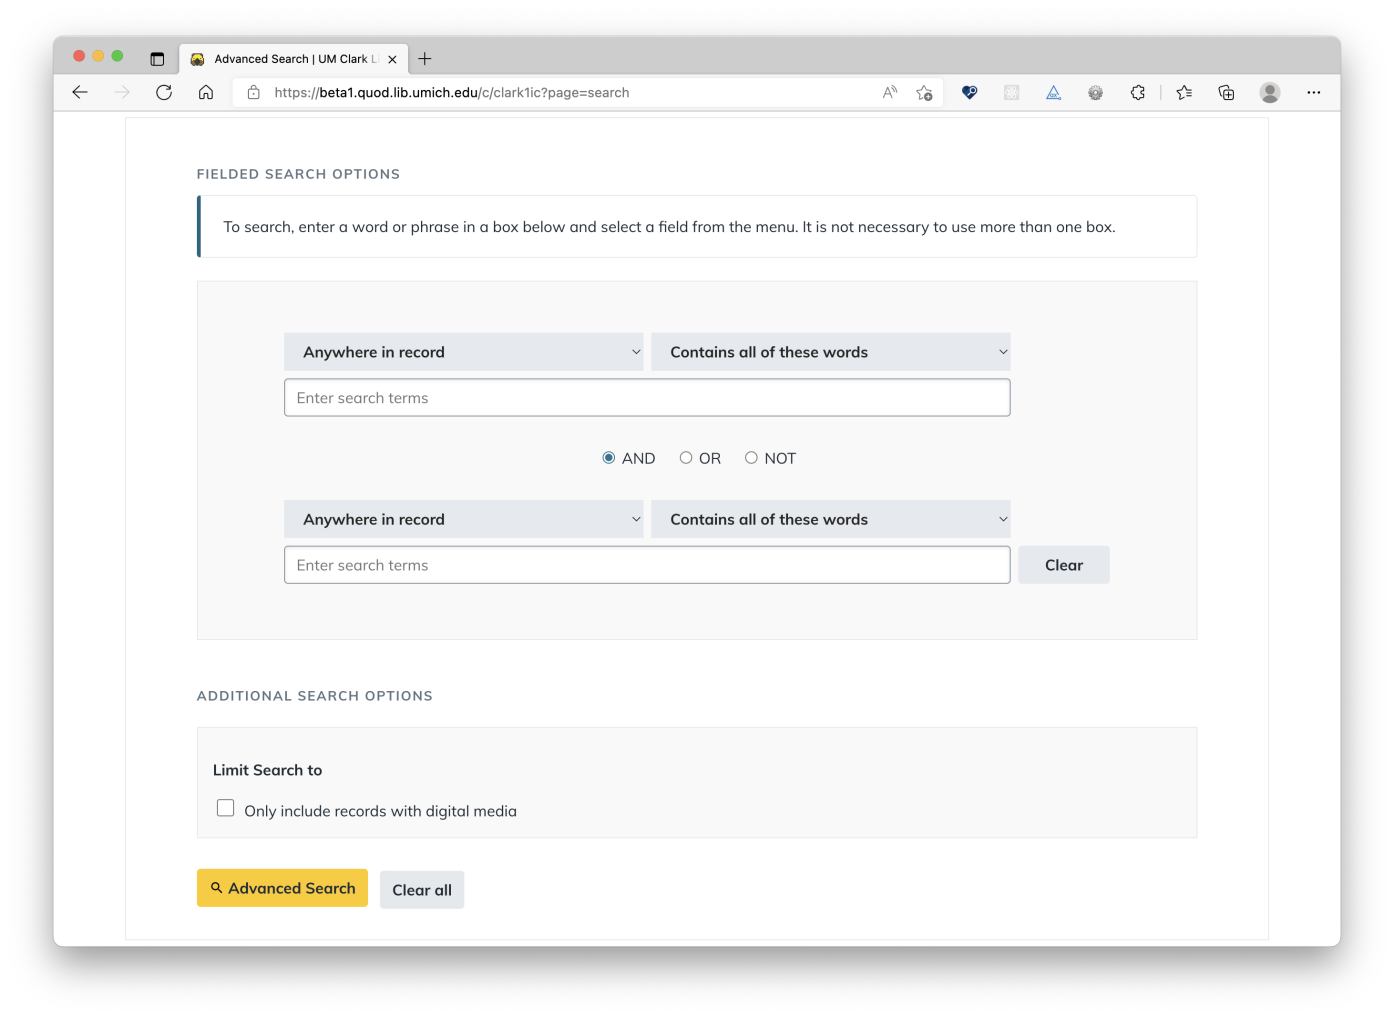 Advanced Search | UM Clark L
https://beta1.quod.lib.umich.edu/c/clark1ic?page=search
FIELDED SEARCH OPTIONS
To search, enter a word or phrase in a box below and select a field from the menu. It is not necessary to use more than one box.
Anywhere in record Contains all of these words
Enter search terms
AND OR NOT
Anywhere in record Contains all of these words
Enter search terms Clear
ADDITIONAL SEARCH OPTIONS
Limit Search to
Only include records with digital media
Advanced Search Clear all